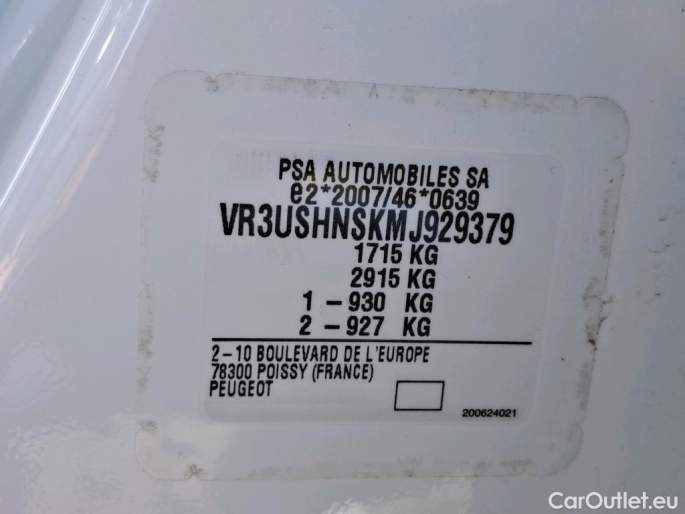 PSA AUTOMOBILES SA
e2*2007/46*0639
VR3USHNSKMJ929379
1715 KG
2915 KG
1 – 930 KG
2 – 927 KG
2–10 BOULEVARD DE L'EUROPE
78300 POISSY (FRANCE)
PEUGEOT
200624021
CarOutlet.eu